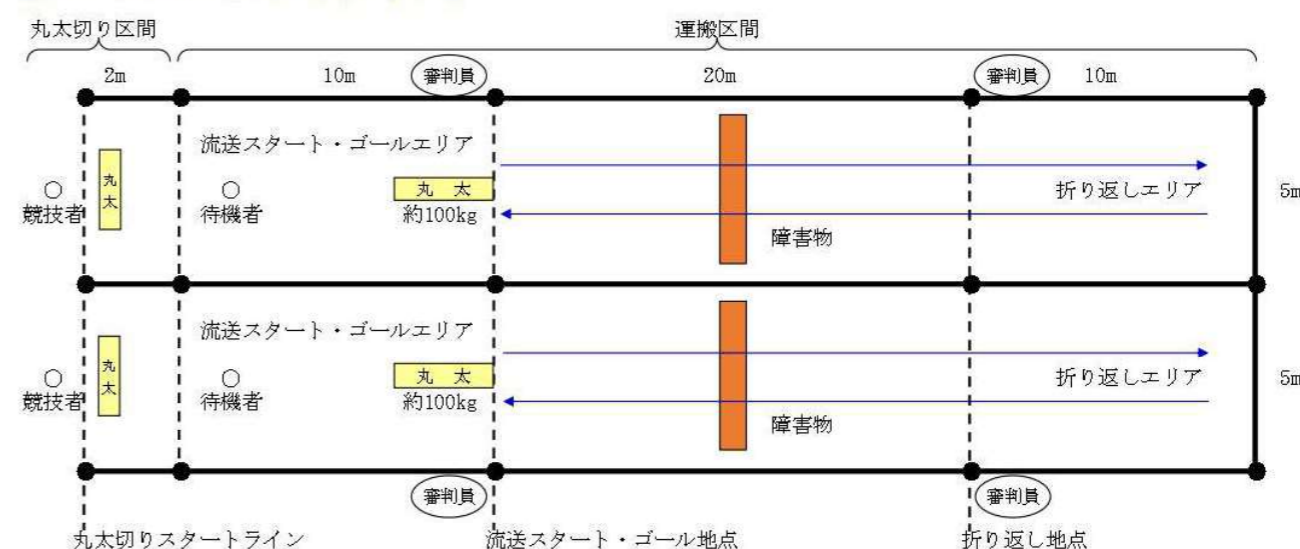 丸太切り区間
運搬区間
2m
10m
審判員
20m
審判員
10m
流送スタート・ゴールエリア
丸太
競技者
待機者
丸 太
約100kg
折り返しエリア
障害物
5m
流送スタート・ゴールエリア
丸太
競技者
待機者
丸 太
約100kg
折り返しエリア
障害物
5m
審判員
審判員
丸太切りスタートライン
流送スタート・ゴール地点
折り返し地点